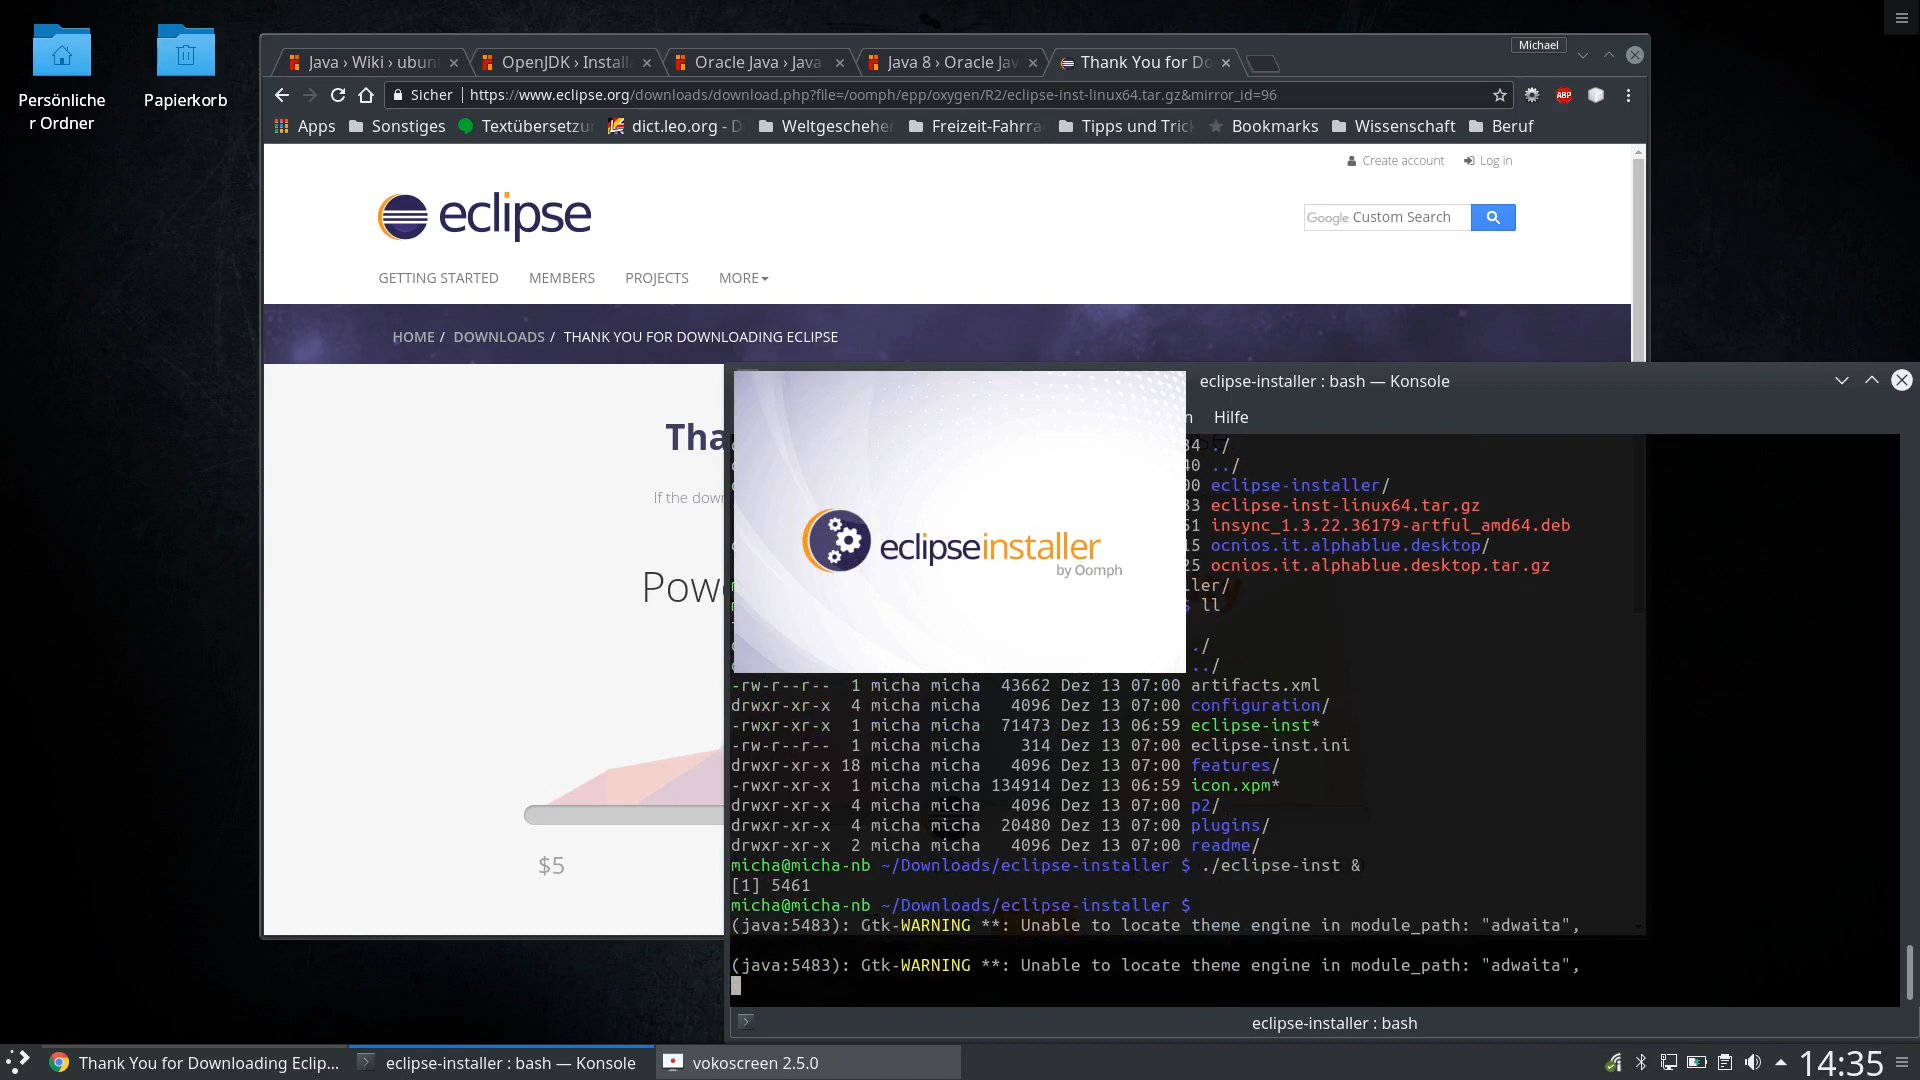 Persönliche
r Ordner
Papierkorb
Michael
Java › Wiki › ubun
OpenJDK › Install
Oracle Java › Java
Java 8 › Oracle Jav
Thank You for Do
Sicher
https://www.eclipse.org/downloads/download.php?file=/oomph/epp/oxygen/R2/eclipse-inst-linux64.tar.gz&mirror_id=96
ABP
Apps
Sonstiges
Textübersetzu
dict.leo.org - D
Weltgeschehe
Freizeit-Fahrra
Tipps und Tric
Bookmarks
Wissenschaft
Beruf
Create account
Log in
eclipse
Google Custom Search
GETTING STARTED
MEMBERS
PROJECTS
MORE
HOME / DOWNLOADS / THANK YOU FOR DOWNLOADING ECLIPSE
Tha
If the dow
Pow
$5
eclipse-installer : bash — Konsole
n Hilfe
eclipseinstaller
by Oomph
34 ./
40 ../
00 eclipse-installer/
33 eclipse-inst-linux64.tar.gz
51 insync_1.3.22.36179-artful_amd64.deb
15 ocnios.it.alphablue.desktop/
25 ocnios.it.alphablue.desktop.tar.gz
ller/
$ ll
./
../
-rw-r--r-- 1 micha micha 43662 Dez 13 07:00 artifacts.xml
drwxr-xr-x 4 micha micha 4096 Dez 13 07:00 configuration/
-rwxr-xr-x 1 micha micha 71473 Dez 13 06:59 eclipse-inst*
-rw-r--r-- 1 micha micha 314 Dez 13 07:00 eclipse-inst.ini
drwxr-xr-x 18 micha micha 4096 Dez 13 07:00 features/
-rwxr-xr-x 1 micha micha 134914 Dez 13 06:59 icon.xpm*
drwxr-xr-x 4 micha micha 4096 Dez 13 07:00 p2/
drwxr-xr-x 4 micha micha 20480 Dez 13 07:00 plugins/
drwxr-xr-x 2 micha micha 4096 Dez 13 07:00 readme/
micha@micha-nb ~/Downloads/eclipse-installer $ ./eclipse-inst &
[1] 5461
micha@micha-nb ~/Downloads/eclipse-installer $
(java:5483): Gtk-WARNING **: Unable to locate theme engine in module_path: "adwaita",
(java:5483): Gtk-WARNING **: Unable to locate theme engine in module_path: "adwaita",
eclipse-installer : bash
Thank You for Downloading Eclip...
eclipse-installer : bash — Konsole
vokoscreen 2.5.0
14:35